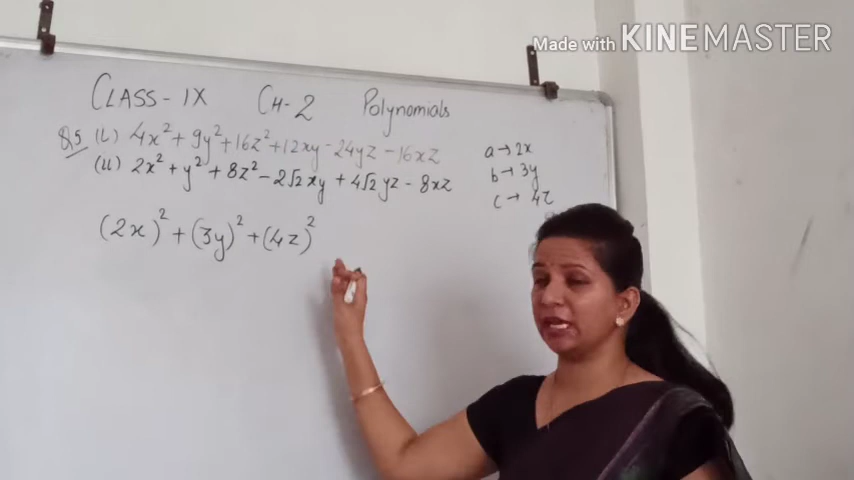 Made with KINEMASTER
CLASS-IX CH-2 Polynomials
Q5 (i) 4x² + 9y² + 16z² + 12xy - 24yz - 16xz
(ii) 2x² + y² + 8z² - 2√2 xy + 4√2 yz - 8xz
a → 2x
b → 3y
c → 4z
(2x)² + (3y)² + (4z)²